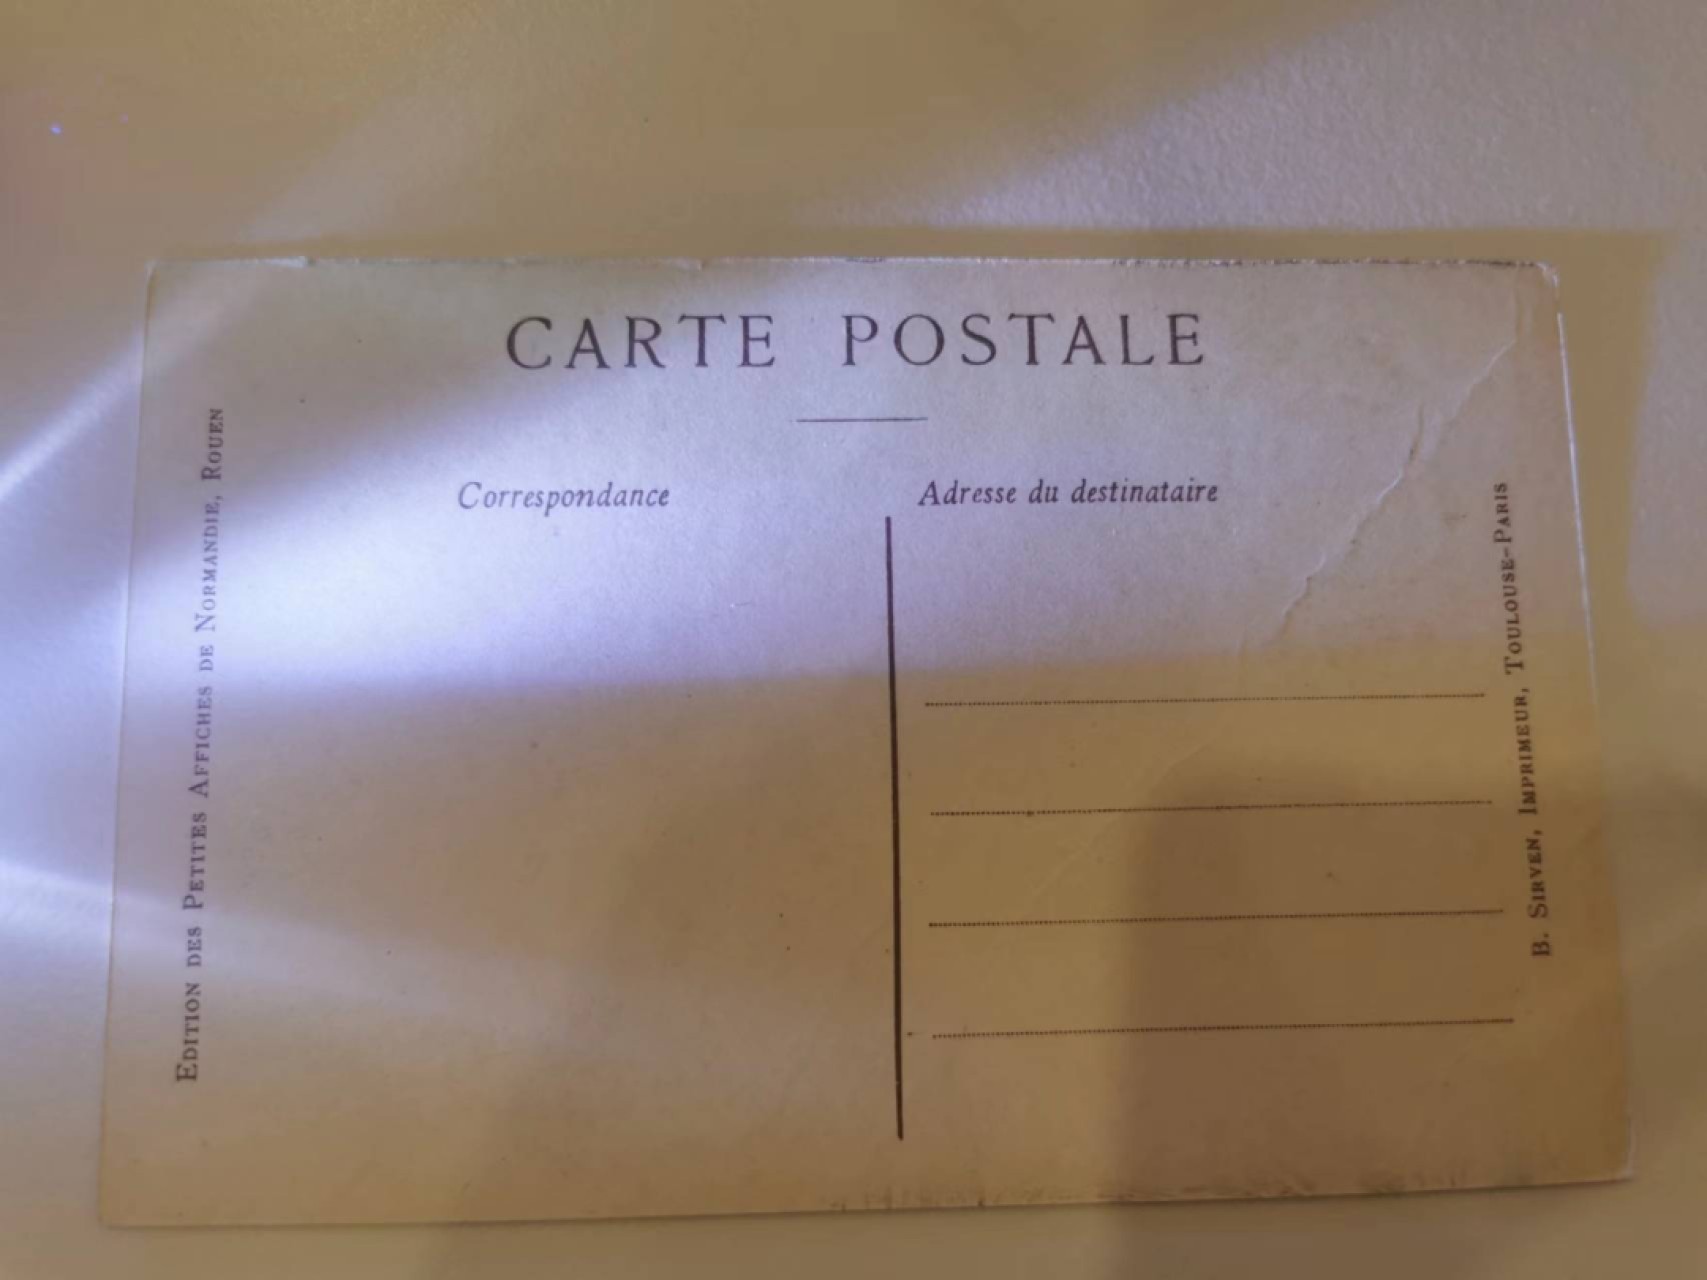 CARTE POSTALE
Correspondance
Adresse du destinataire
EDITION DES PETITES AFFICHES DE NORMANDIE, ROUEN
B. SIRVEN, IMPRIMEUR, TOULOUSE-PARIS